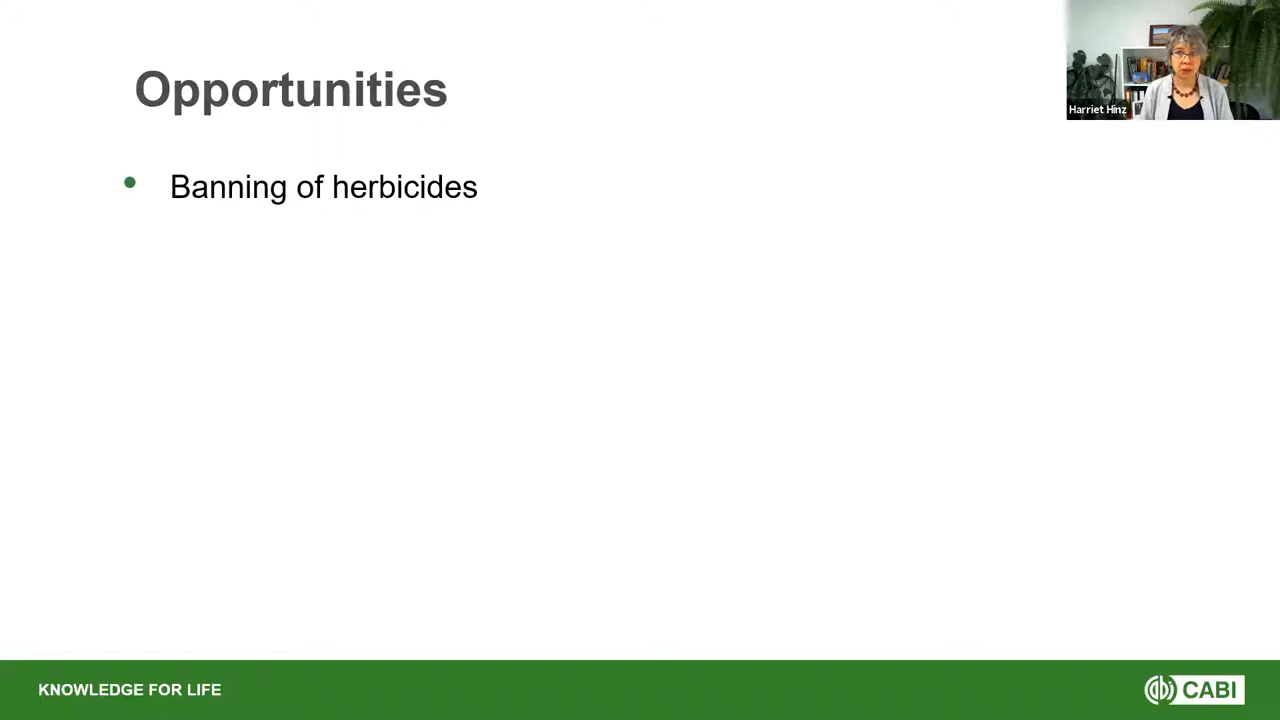 Opportunities
Harriet Hinz
• Banning of herbicides
KNOWLEDGE FOR LIFE
CABI